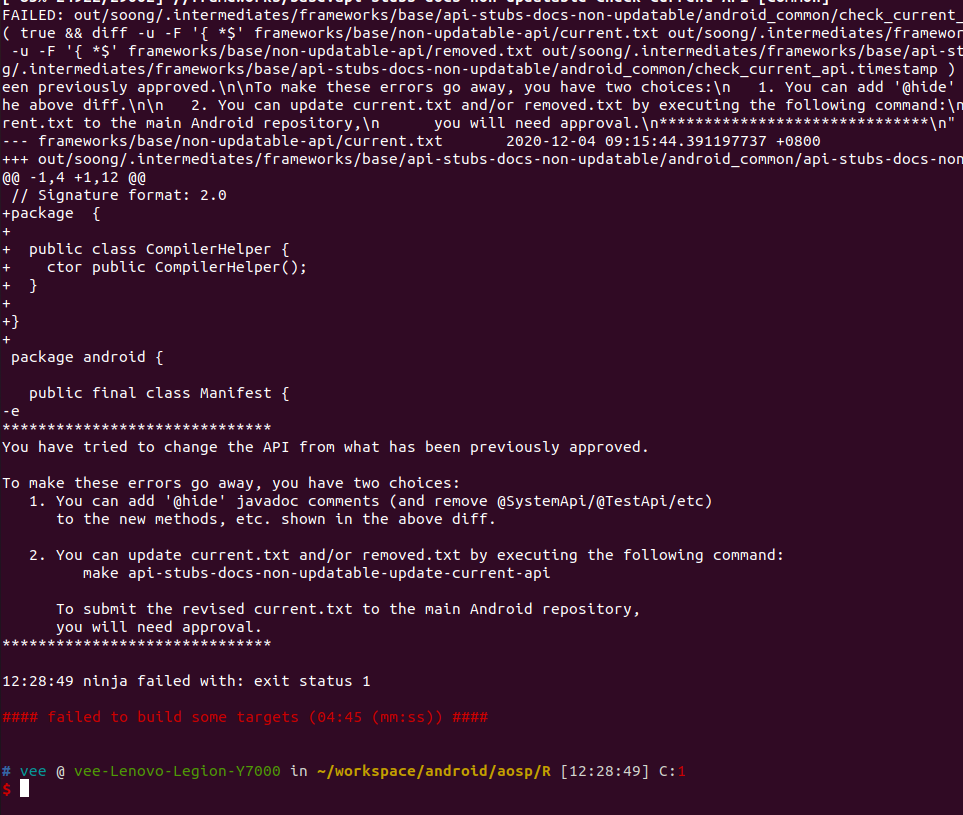 FAILED: out/soong/.intermediates/frameworks/base/api-stubs-docs-non-updatable/android_common/check_current_
( true && diff -u -F '{ *$' frameworks/base/non-updatable-api/current.txt out/soong/.intermediates/framewor
 -u -F '{ *$' frameworks/base/non-updatable-api/removed.txt out/soong/.intermediates/frameworks/base/api-st
g/.intermediates/frameworks/base/api-stubs-docs-non-updatable/android_common/check_current_api.timestamp )
een previously approved.\n\nTo make these errors go away, you have two choices:\n   1. You can add '@hide'
he above diff.\n\n   2. You can update current.txt and/or removed.txt by executing the following command:\n
rent.txt to the main Android repository,\n      you will need approval.\n******************************\n"
--- frameworks/base/non-updatable-api/current.txt       2020-12-04 09:15:44.391197737 +0800
+++ out/soong/.intermediates/frameworks/base/api-stubs-docs-non-updatable/android_common/api-stubs-docs-non
@@ -1,4 +1,12 @@
 // Signature format: 2.0
+package  {
+
+  public class CompilerHelper {
+    ctor public CompilerHelper();
+  }
+
+}
+
 package android {
   public final class Manifest {
-e
******************************
You have tried to change the API from what has been previously approved.
To make these errors go away, you have two choices:
   1. You can add '@hide' javadoc comments (and remove @SystemApi/@TestApi/etc)
      to the new methods, etc. shown in the above diff.
   2. You can update current.txt and/or removed.txt by executing the following command:
         make api-stubs-docs-non-updatable-update-current-api
      To submit the revised current.txt to the main Android repository,
      you will need approval.
******************************
12:28:49 ninja failed with: exit status 1
#### failed to build some targets (04:45 (mm:ss)) ####
# vee @ vee-Lenovo-Legion-Y7000 in ~/workspace/android/aosp/R [12:28:49] C:1
$